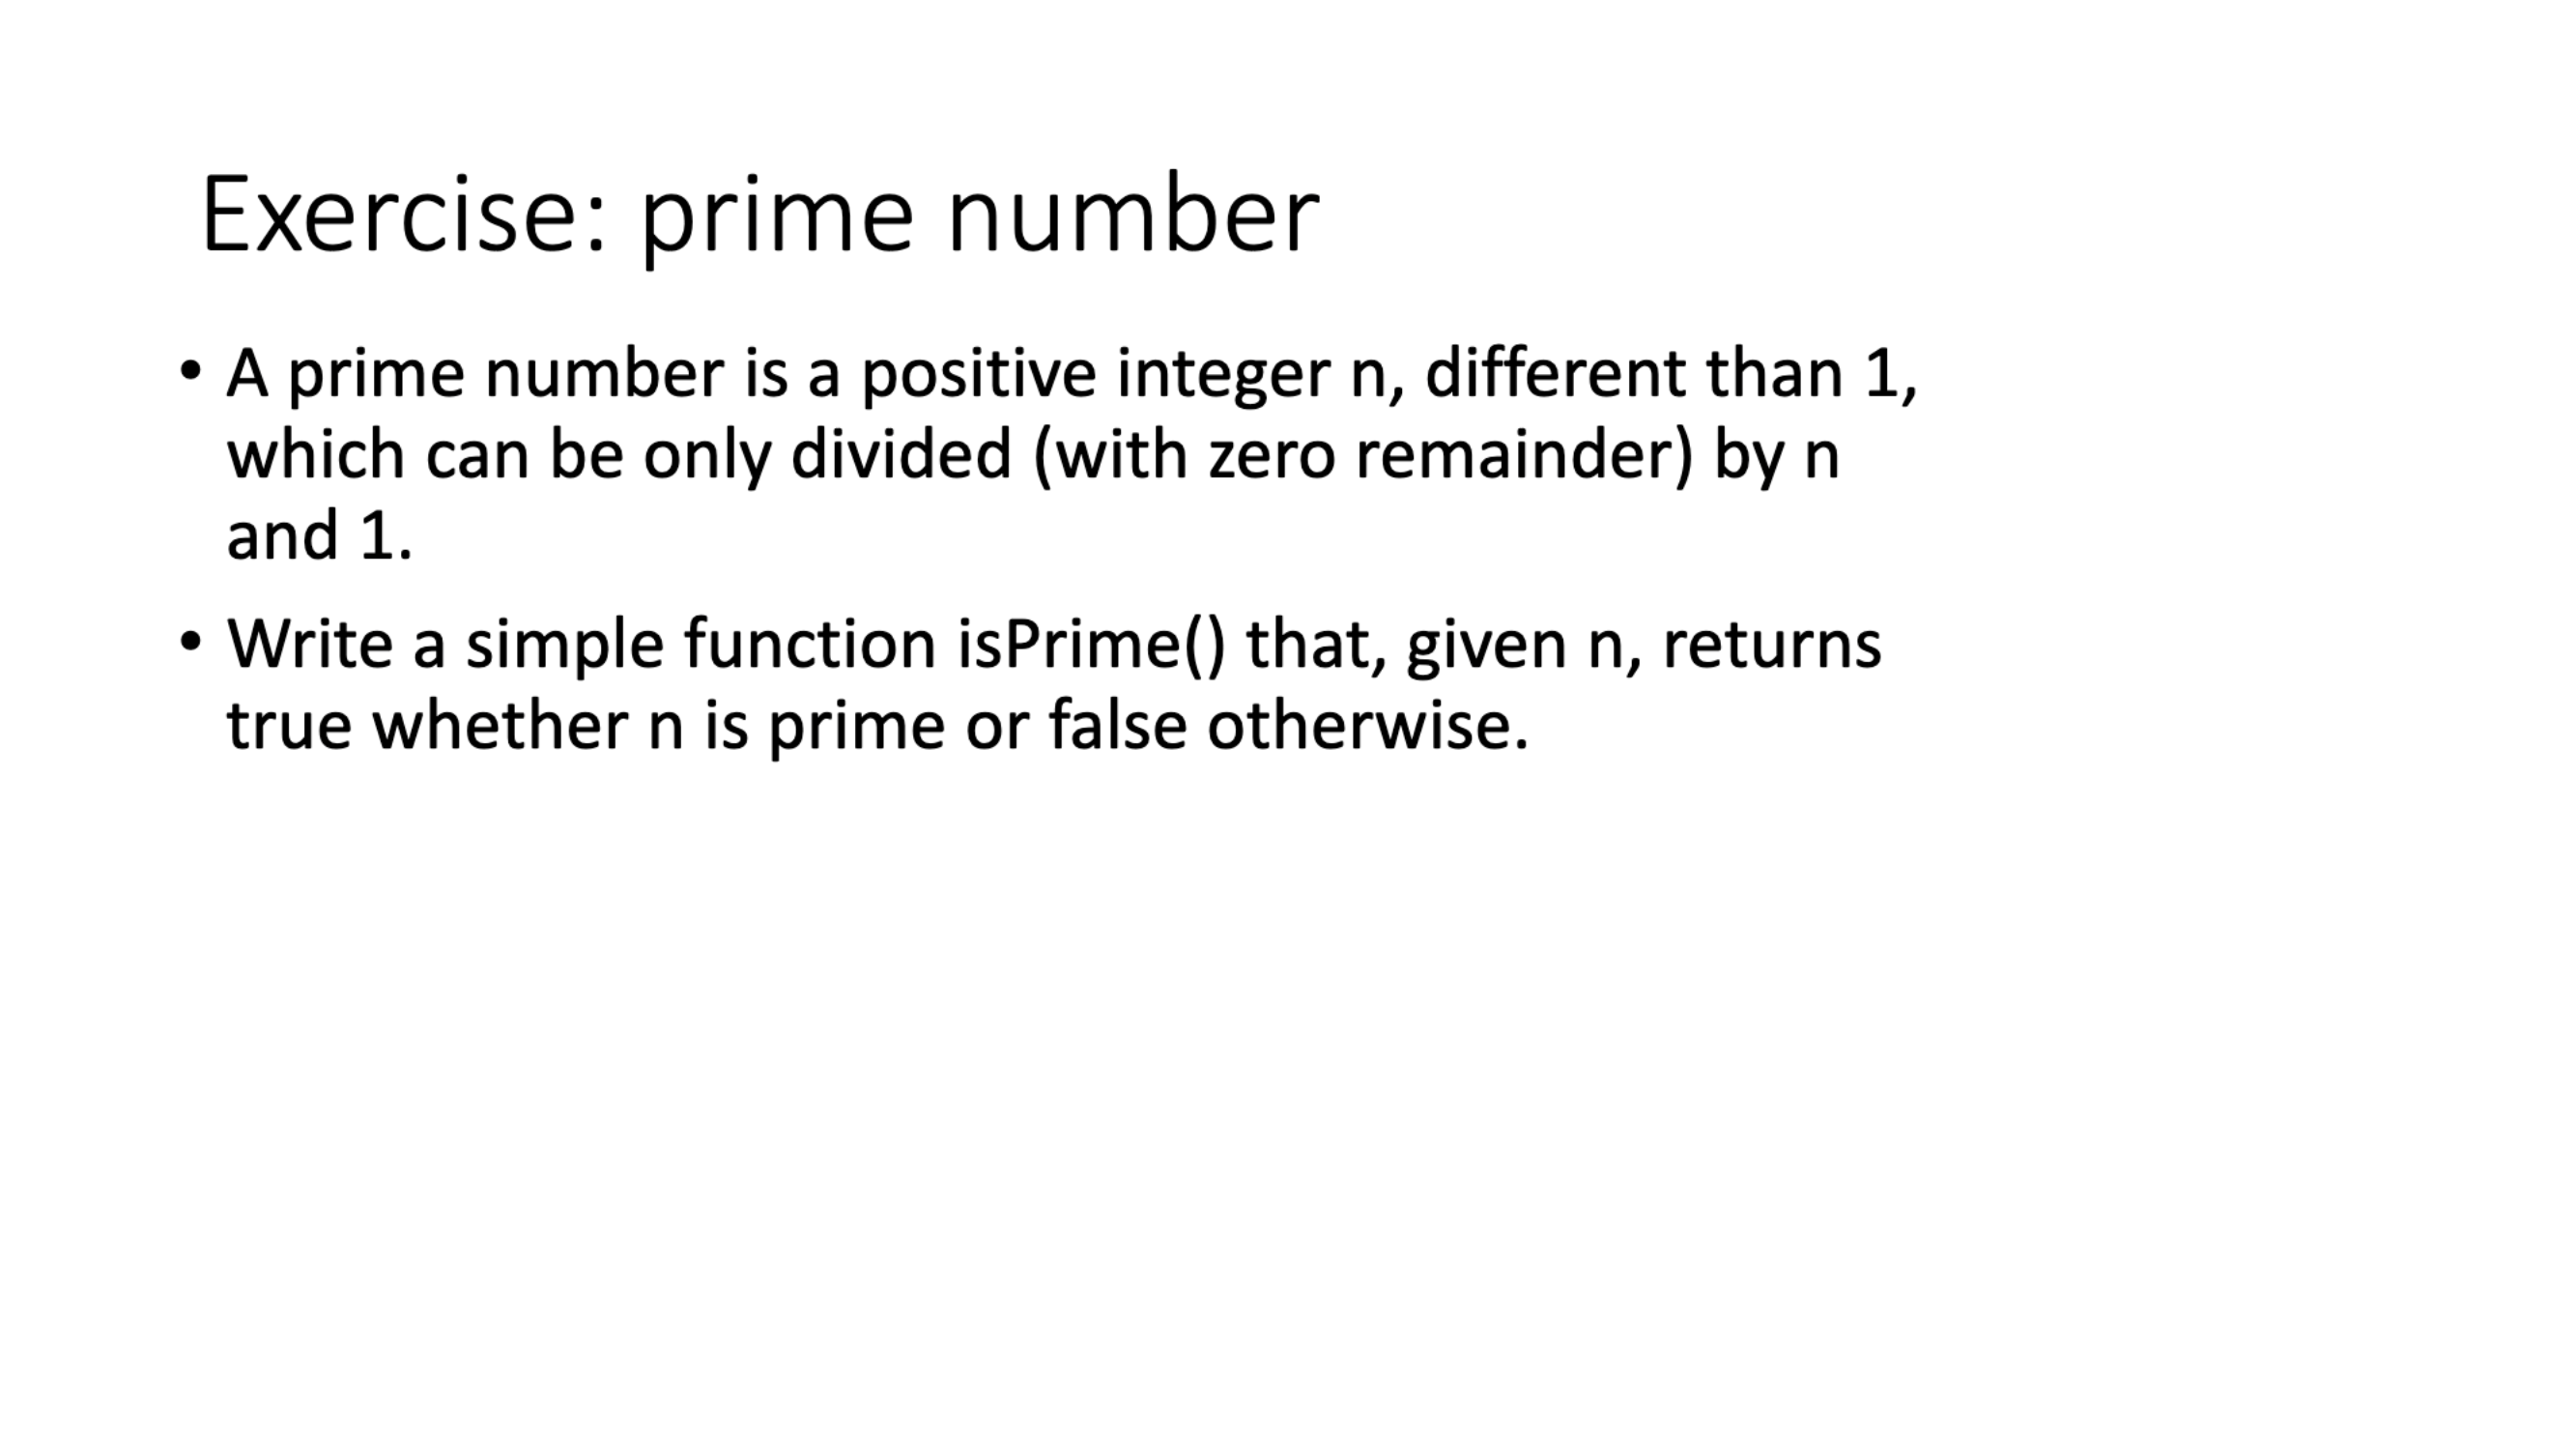 Exercise: prime number
• A prime number is a positive integer n, different than 1,
which can be only divided (with zero remainder) by n
and 1.
• Write a simple function isPrime() that, given n, returns
true whether n is prime or false otherwise.